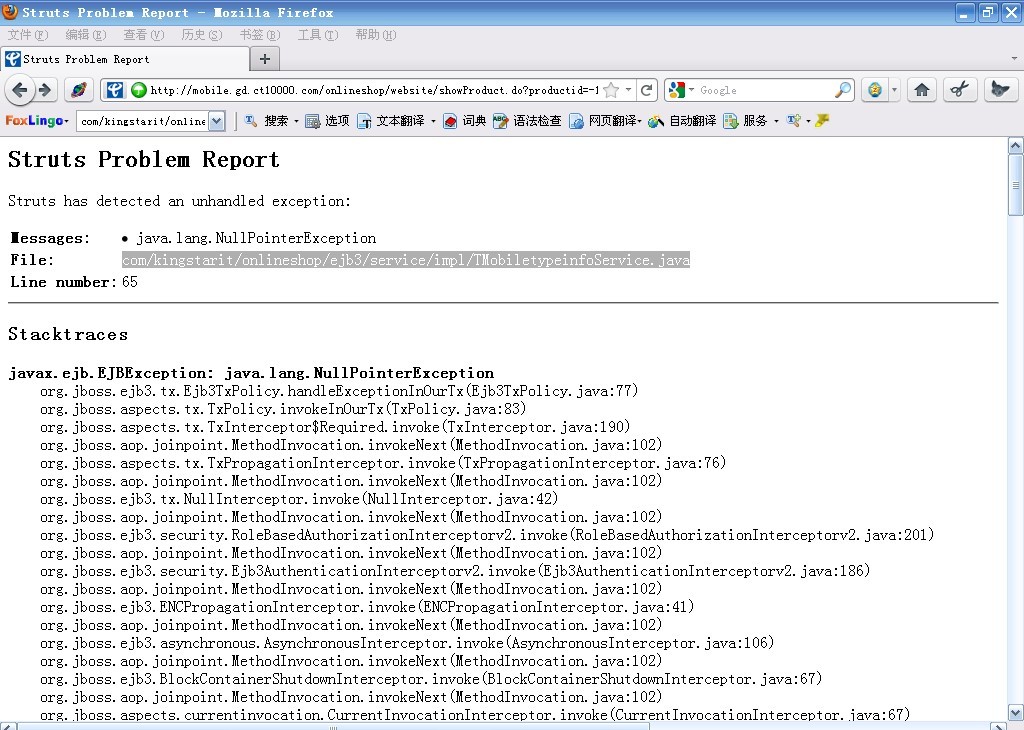 Struts Problem Report - Mozilla Firefox
文件(F) 编辑(E) 查看(V) 历史(S) 书签(B) 工具(T) 帮助(H)
Struts Problem Report +
http://mobile.gd.ct10000.com/onlineshop/website/showProduct.do?productid=-1 Google
FoxLingo com/kingstarit/online 搜索 选项 文本翻译 词典 语法检查 网页翻译 自动翻译 服务
Struts Problem Report
Struts has detected an unhandled exception:
Messages: • java.lang.NullPointerException
File: com/kingstarit/onlineshop/ejb3/service/impl/TMobiletypeinfoService.java
Line number: 65
Stacktraces
javax.ejb.EJBException: java.lang.NullPointerException
org.jboss.ejb3.tx.Ejb3TxPolicy.handleExceptionInOurTx(Ejb3TxPolicy.java:77)
org.jboss.aspects.tx.TxPolicy.invokeInOurTx(TxPolicy.java:83)
org.jboss.aspects.tx.TxInterceptor$Required.invoke(TxInterceptor.java:190)
org.jboss.aop.joinpoint.MethodInvocation.invokeNext(MethodInvocation.java:102)
org.jboss.aspects.tx.TxPropagationInterceptor.invoke(TxPropagationInterceptor.java:76)
org.jboss.aop.joinpoint.MethodInvocation.invokeNext(MethodInvocation.java:102)
org.jboss.ejb3.tx.NullInterceptor.invoke(NullInterceptor.java:42)
org.jboss.aop.joinpoint.MethodInvocation.invokeNext(MethodInvocation.java:102)
org.jboss.ejb3.security.RoleBasedAuthorizationInterceptorv2.invoke(RoleBasedAuthorizationInterceptorv2.java:201)
org.jboss.aop.joinpoint.MethodInvocation.invokeNext(MethodInvocation.java:102)
org.jboss.ejb3.security.Ejb3AuthenticationInterceptorv2.invoke(Ejb3AuthenticationInterceptorv2.java:186)
org.jboss.aop.joinpoint.MethodInvocation.invokeNext(MethodInvocation.java:102)
org.jboss.ejb3.ENCPropagationInterceptor.invoke(ENCPropagationInterceptor.java:41)
org.jboss.aop.joinpoint.MethodInvocation.invokeNext(MethodInvocation.java:102)
org.jboss.ejb3.asynchronous.AsynchronousInterceptor.invoke(AsynchronousInterceptor.java:106)
org.jboss.aop.joinpoint.MethodInvocation.invokeNext(MethodInvocation.java:102)
org.jboss.ejb3.BlockContainerShutdownInterceptor.invoke(BlockContainerShutdownInterceptor.java:67)
org.jboss.aop.joinpoint.MethodInvocation.invokeNext(MethodInvocation.java:102)
org.jboss.aspects.currentinvocation.CurrentInvocationInterceptor.invoke(CurrentInvocationInterceptor.java:67)